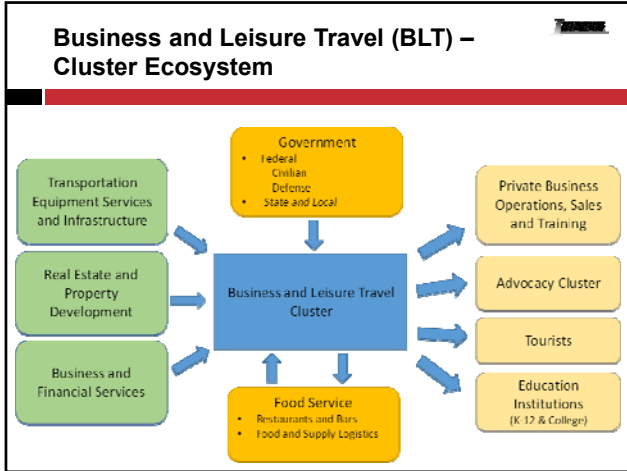 Business and Leisure Travel (BLT) –
Cluster Ecosystem
Government
• Federal
Civilian
Defense
• State and Local
Transportation
Equipment Services
and Infrastructure
Real Estate and
Property
Development
Business and
Financial Services
Business and Leisure Travel
Cluster
Food Service
• Restaurants and Bars
• Food and Supply Logistics
Private Business
Operations, Sales
and Training
Advocacy Cluster
Tourists
Education
Institutions
(K-12 & College)